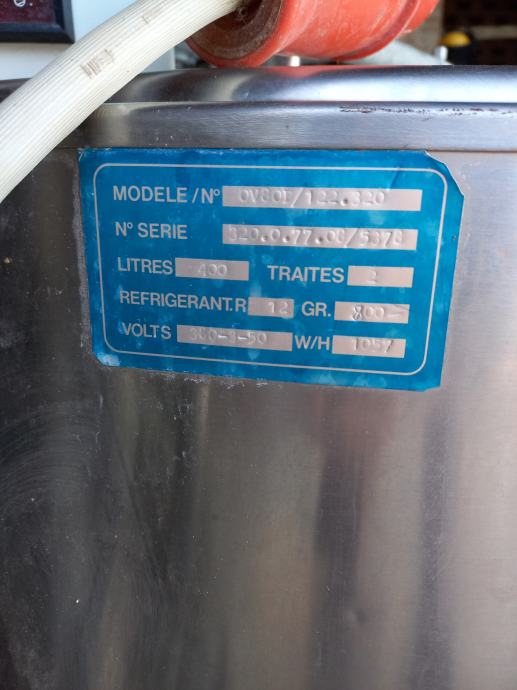 MODELE/N° OV80I/122.320
N° SERIE 320.0.77.06/5378
LITRES 400 TRAITES 2
REFRIGERANT.R 12 GR. 800-
VOLTS 380-3-50 W/H 1057